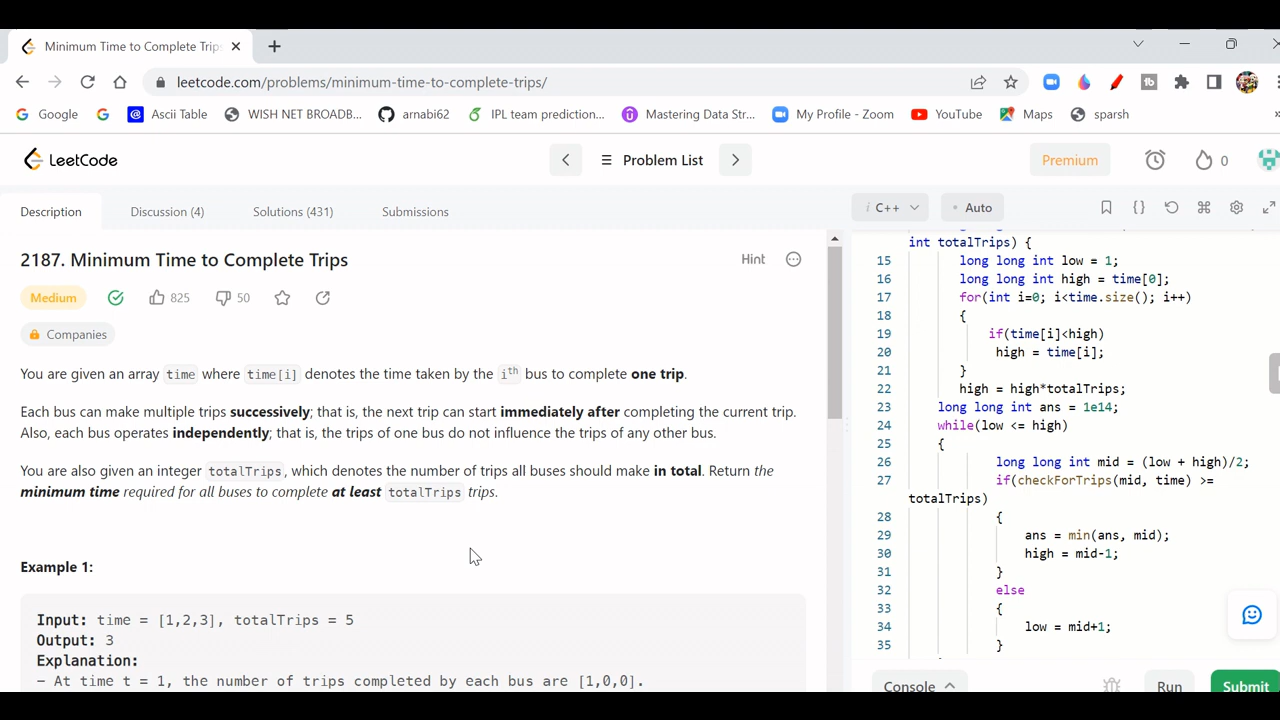 Minimum Time to Complete Trips
leetcode.com/problems/minimum-time-to-complete-trips/
Google
Ascii Table
WISH NET BROADB...
arnabi62
IPL team prediction...
Mastering Data Str...
My Profile - Zoom
YouTube
Maps
sparsh
LeetCode
Problem List
Premium
0
Description
Discussion (4)
Solutions (431)
Submissions
i C++
Auto
2187. Minimum Time to Complete Trips
Hint
Medium
825
50
Companies
You are given an array time where time[i] denotes the time taken by the ith bus to complete one trip.
Each bus can make multiple trips successively; that is, the next trip can start immediately after completing the current trip.
Also, each bus operates independently; that is, the trips of one bus do not influence the trips of any other bus.
You are also given an integer totalTrips, which denotes the number of trips all buses should make in total. Return the
minimum time required for all buses to complete at least totalTrips trips.
Example 1:
Input: time = [1,2,3], totalTrips = 5
Output: 3
Explanation:
- At time t = 1, the number of trips completed by each bus are [1,0,0].
int totalTrips) {
15 long long int low = 1;
16 long long int high = time[0];
17 for(int i=0; i<time.size(); i++)
18 {
19 if(time[i]<high)
20 high = time[i];
21 }
22 high = high*totalTrips;
23 long long int ans = 1e14;
24 while(low <= high)
25 {
26 long long int mid = (low + high)/2;
27 if(checkForTrips(mid, time) >=
totalTrips)
28 {
29 ans = min(ans, mid);
30 high = mid-1;
31 }
32 else
33 {
34 low = mid+1;
35 }
Console
Run
Submit